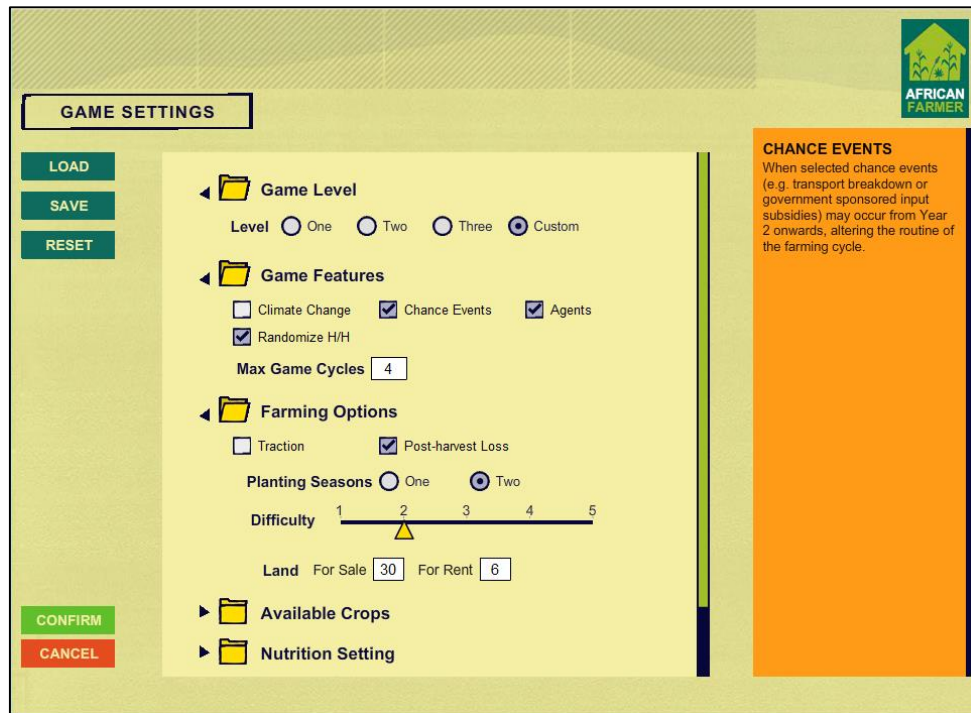 AFRICAN
FARMER
GAME SETTINGS
LOAD
SAVE
RESET
Game Level
Level One Two Three Custom
Game Features
Climate Change Chance Events Agents
Randomize H/H
Max Game Cycles 4
Farming Options
Traction Post-harvest Loss
Planting Seasons One Two
Difficulty 1 2 3 4 5
Land For Sale 30 For Rent 6
Available Crops
Nutrition Setting
CONFIRM
CANCEL
CHANCE EVENTS
When selected chance events
(e.g. transport breakdown or
government sponsored input
subsidies) may occur from Year
2 onwards, altering the routine of
the farming cycle.